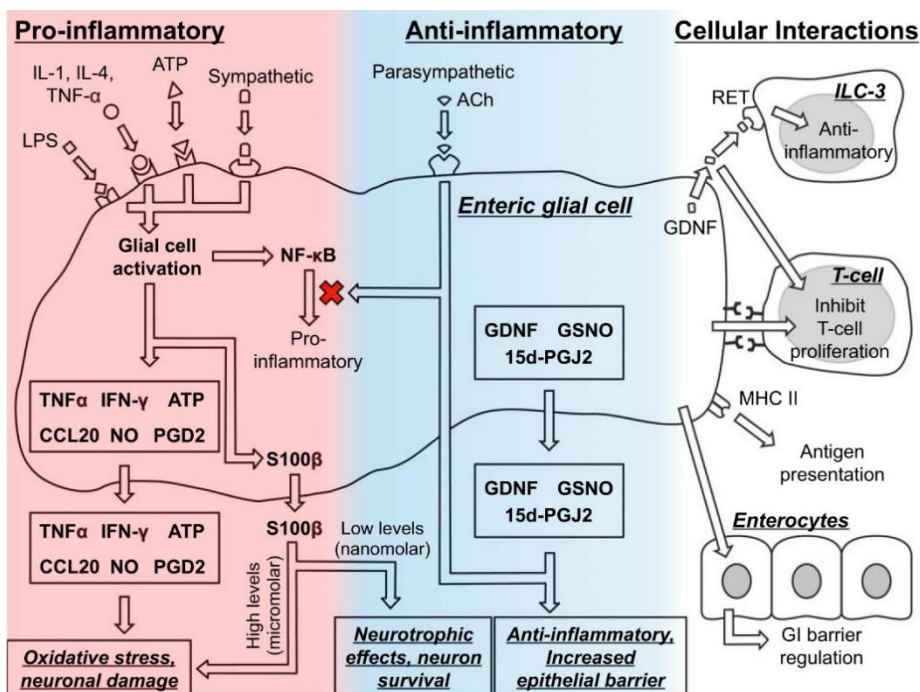 Pro-inflammatory
IL-1, IL-4,
TNF-α
ATP
Sympathetic
LPS
Glial cell
activation
NF-κB
Pro-
inflammatory
TNFα IFN-γ ATP
CCL20 NO PGD2
S100β
TNFα IFN-γ ATP
CCL20 NO PGD2
S100β
High levels
(micromolar)
Low levels
(nanomolar)
Oxidative stress,
neuronal damage
Anti-inflammatory
Parasympathetic
ACh
Enteric glial cell
GDNF GSNO
15d-PGJ2
GDNF GSNO
15d-PGJ2
Neurotrophic
effects, neuron
survival
Anti-inflammatory,
Increased
epithelial barrier
Cellular Interactions
RET
ILC-3
Anti-
inflammatory
GDNF
T-cell
Inhibit
T-cell
proliferation
MHC II
Antigen
presentation
Enterocytes
GI barrier
regulation